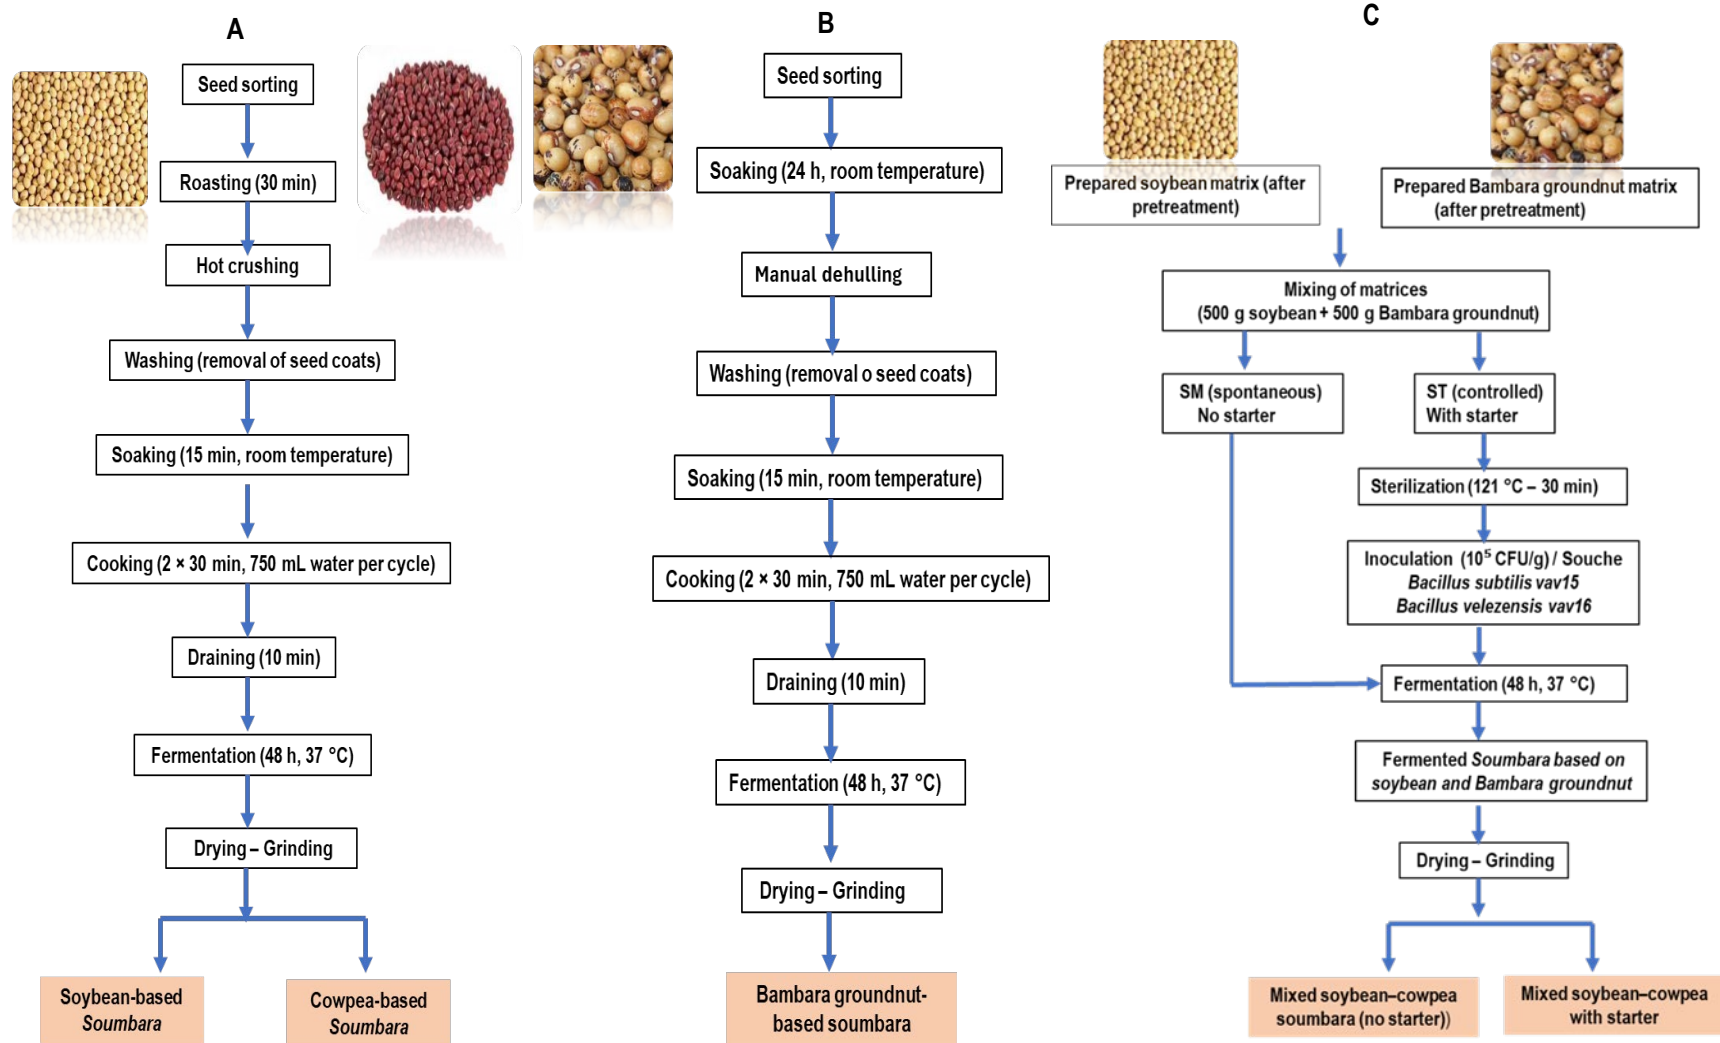 A
Seed sorting
Roasting (30 min)
Hot crushing
Washing (removal of seed coats)
Soaking (15 min, room temperature)
Cooking (2 × 30 min, 750 mL water per cycle)
Draining (10 min)
Fermentation (48 h, 37 °C)
Drying – Grinding
Soybean-based
Soumbara
Cowpea-based
Soumbara
B
Seed sorting
Soaking (24 h, room temperature)
Manual dehulling
Washing (removal o seed coats)
Soaking (15 min, room temperature)
Cooking (2 × 30 min, 750 mL water per cycle)
Draining (10 min)
Fermentation (48 h, 37 °C)
Drying – Grinding
Bambara groundnut-
based soumbara
C
Prepared soybean matrix (after
pretreatment)
Prepared Bambara groundnut matrix
(after pretreatment)
Mixing of matrices
(500 g soybean + 500 g Bambara groundnut)
SM (spontaneous)
No starter
ST (controlled)
With starter
Sterilization (121 °C – 30 min)
Inoculation (10⁵ CFU/g) / Souche
Bacillus subtilis vav15
Bacillus velezensis vav16
Fermentation (48 h, 37 °C)
Fermented Soumbara based on
soybean and Bambara groundnut
Drying – Grinding
Mixed soybean–cowpea
soumbara (no starter))
Mixed soybean–cowpea
with starter